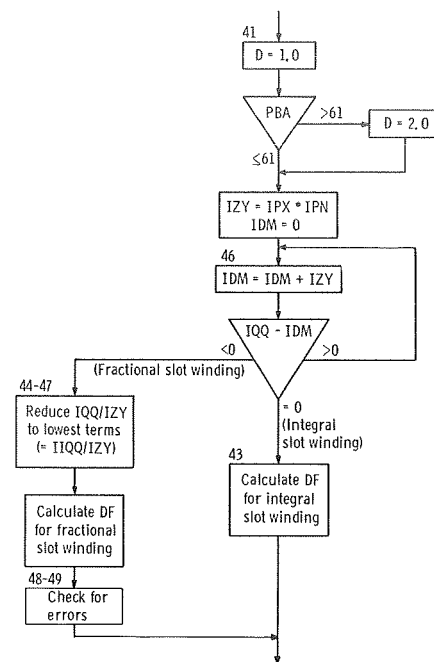 41
D = 1.0
PBA
>61
D = 2.0
≤61
IZY = IPX * IPN
IDM = 0
46
IDM = IDM + IZY
IQQ - IDM
<0
>0
(Fractional slot winding)
= 0
(Integral
slot winding)
44-47
Reduce IQQ/IZY
to lowest terms
(= IIQQ/IZY)
43
Calculate DF
for integral
slot winding
Calculate DF
for fractional
slot winding
48-49
Check for
errors